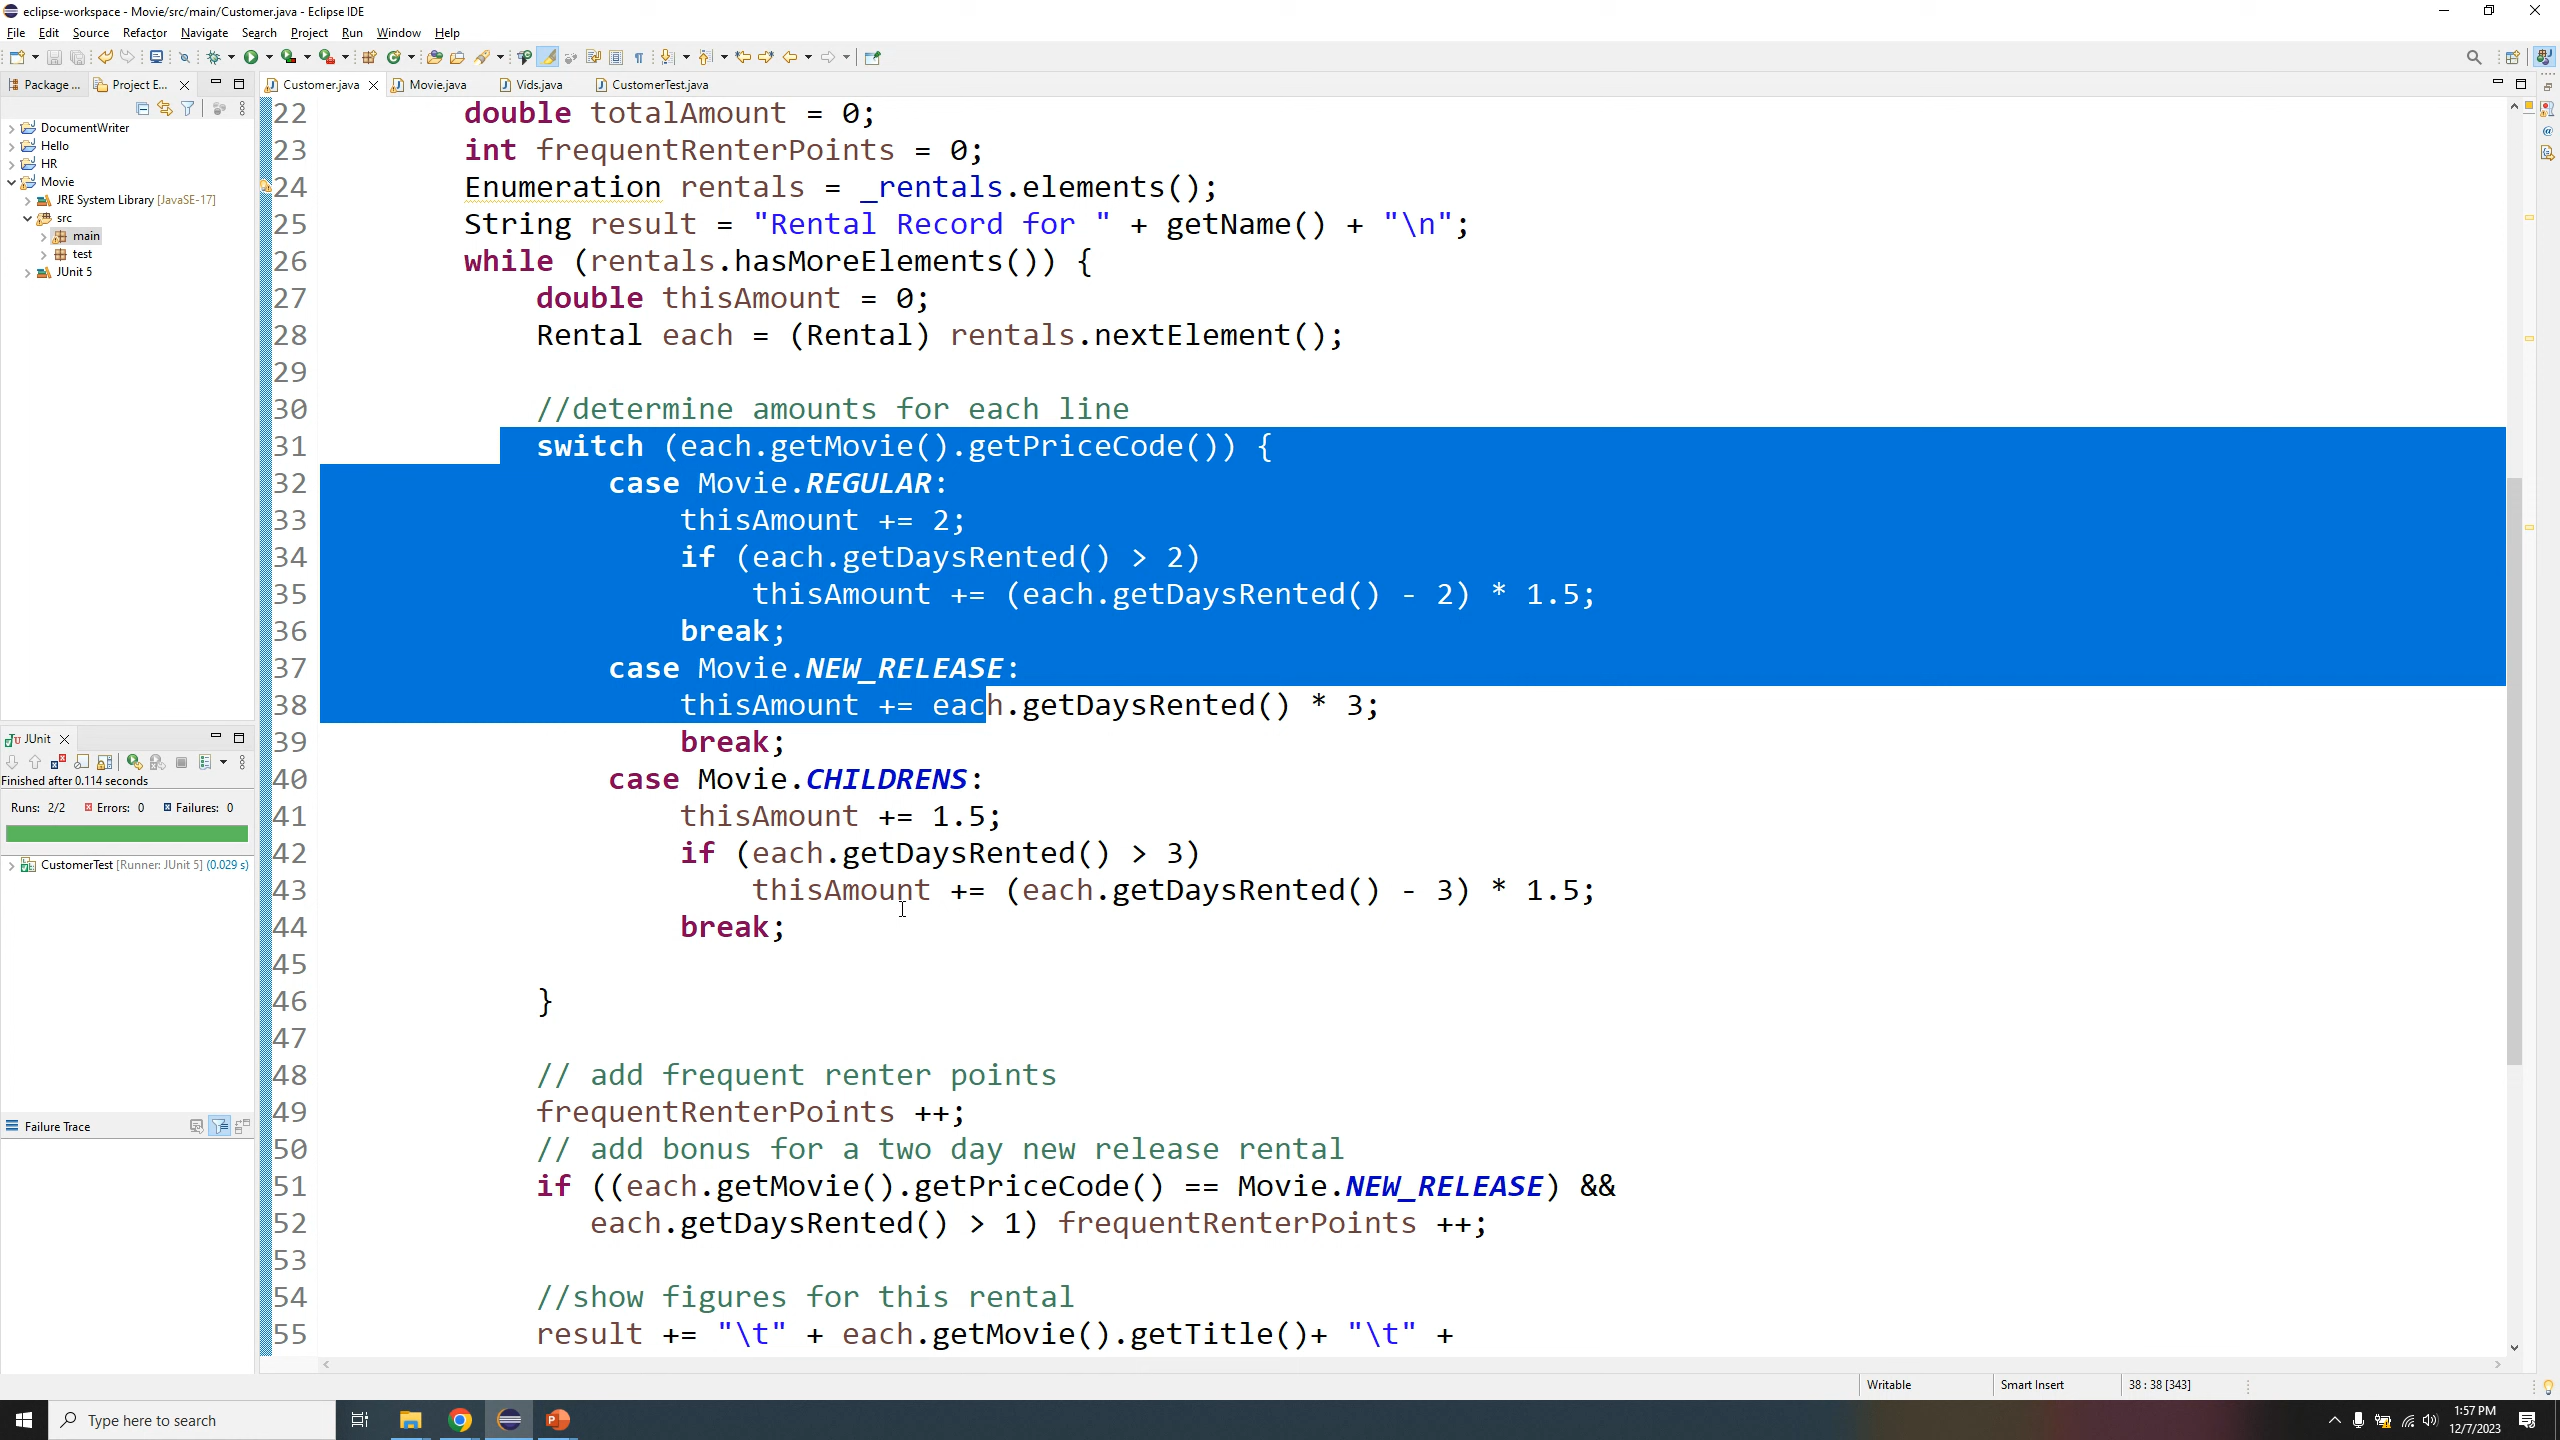 eclipse-workspace - Movie/src/main/Customer.java - Eclipse IDE
File Edit Source Refactor Navigate Search Project Run Window Help
Package ... Project E... Customer.java Movie.java Vids.java CustomerTest.java
DocumentWriter
Hello
HR
Movie
JRE System Library [JavaSE-17]
src
main
test
JUnit 5
22 double totalAmount = 0;
23 int frequentRenterPoints = 0;
24 Enumeration rentals = _rentals.elements();
25 String result = "Rental Record for " + getName() + "\n";
26 while (rentals.hasMoreElements()) {
27 double thisAmount = 0;
28 Rental each = (Rental) rentals.nextElement();
29
30 //determine amounts for each line
31 switch (each.getMovie().getPriceCode()) {
32 case Movie.REGULAR:
33 thisAmount += 2;
34 if (each.getDaysRented() > 2)
35 thisAmount += (each.getDaysRented() - 2) * 1.5;
36 break;
37 case Movie.NEW_RELEASE:
38 thisAmount += each.getDaysRented() * 3;
39 break;
40 case Movie.CHILDRENS:
41 thisAmount += 1.5;
42 if (each.getDaysRented() > 3)
43 thisAmount += (each.getDaysRented() - 3) * 1.5;
44 break;
45
46 }
47
48 // add frequent renter points
49 frequentRenterPoints ++;
50 // add bonus for a two day new release rental
51 if ((each.getMovie().getPriceCode() == Movie.NEW_RELEASE) &&
52 each.getDaysRented() > 1) frequentRenterPoints ++;
53
54 //show figures for this rental
55 result += "\t" + each.getMovie().getTitle()+ "\t" +
JUnit
Finished after 0.114 seconds
Runs: 2/2 Errors: 0 Failures: 0
CustomerTest [Runner: JUnit 5] (0.029 s)
Failure Trace
Writable Smart Insert 38 : 38 [343]
Type here to search
1:57 PM
12/7/2023